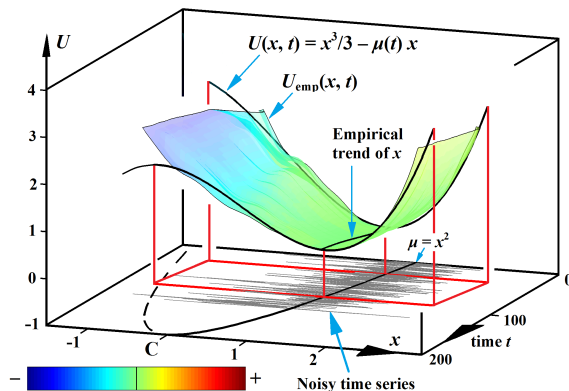 U
U(x, t) = x³/3 – μ(t) x
U_emp(x, t)
4
3
Empirical
trend of x
2
1
μ = x²
0
-1
-1
C
1
2
x
200
time t
100
0
Noisy time series
–
+